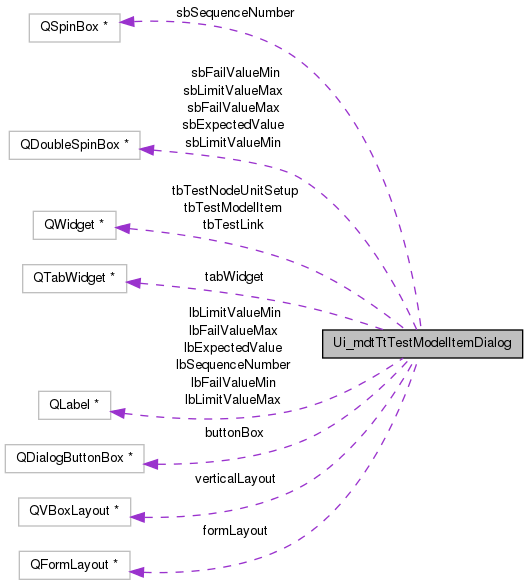 sbSequenceNumber
QSpinBox *
sbFailValueMin
sbLimitValueMax
sbFailValueMax
sbExpectedValue
sbLimitValueMin
QDoubleSpinBox *
tbTestNodeUnitSetup
tbTestModelItem
tbTestLink
QWidget *
tabWidget
QTabWidget *
lbLimitValueMin
lbFailValueMax
lbExpectedValue
lbSequenceNumber
lbFailValueMin
lbLimitValueMax
Ui_mdtTtTestModelItemDialog
QLabel *
buttonBox
QDialogButtonBox *
verticalLayout
QVBoxLayout *
formLayout
QFormLayout *